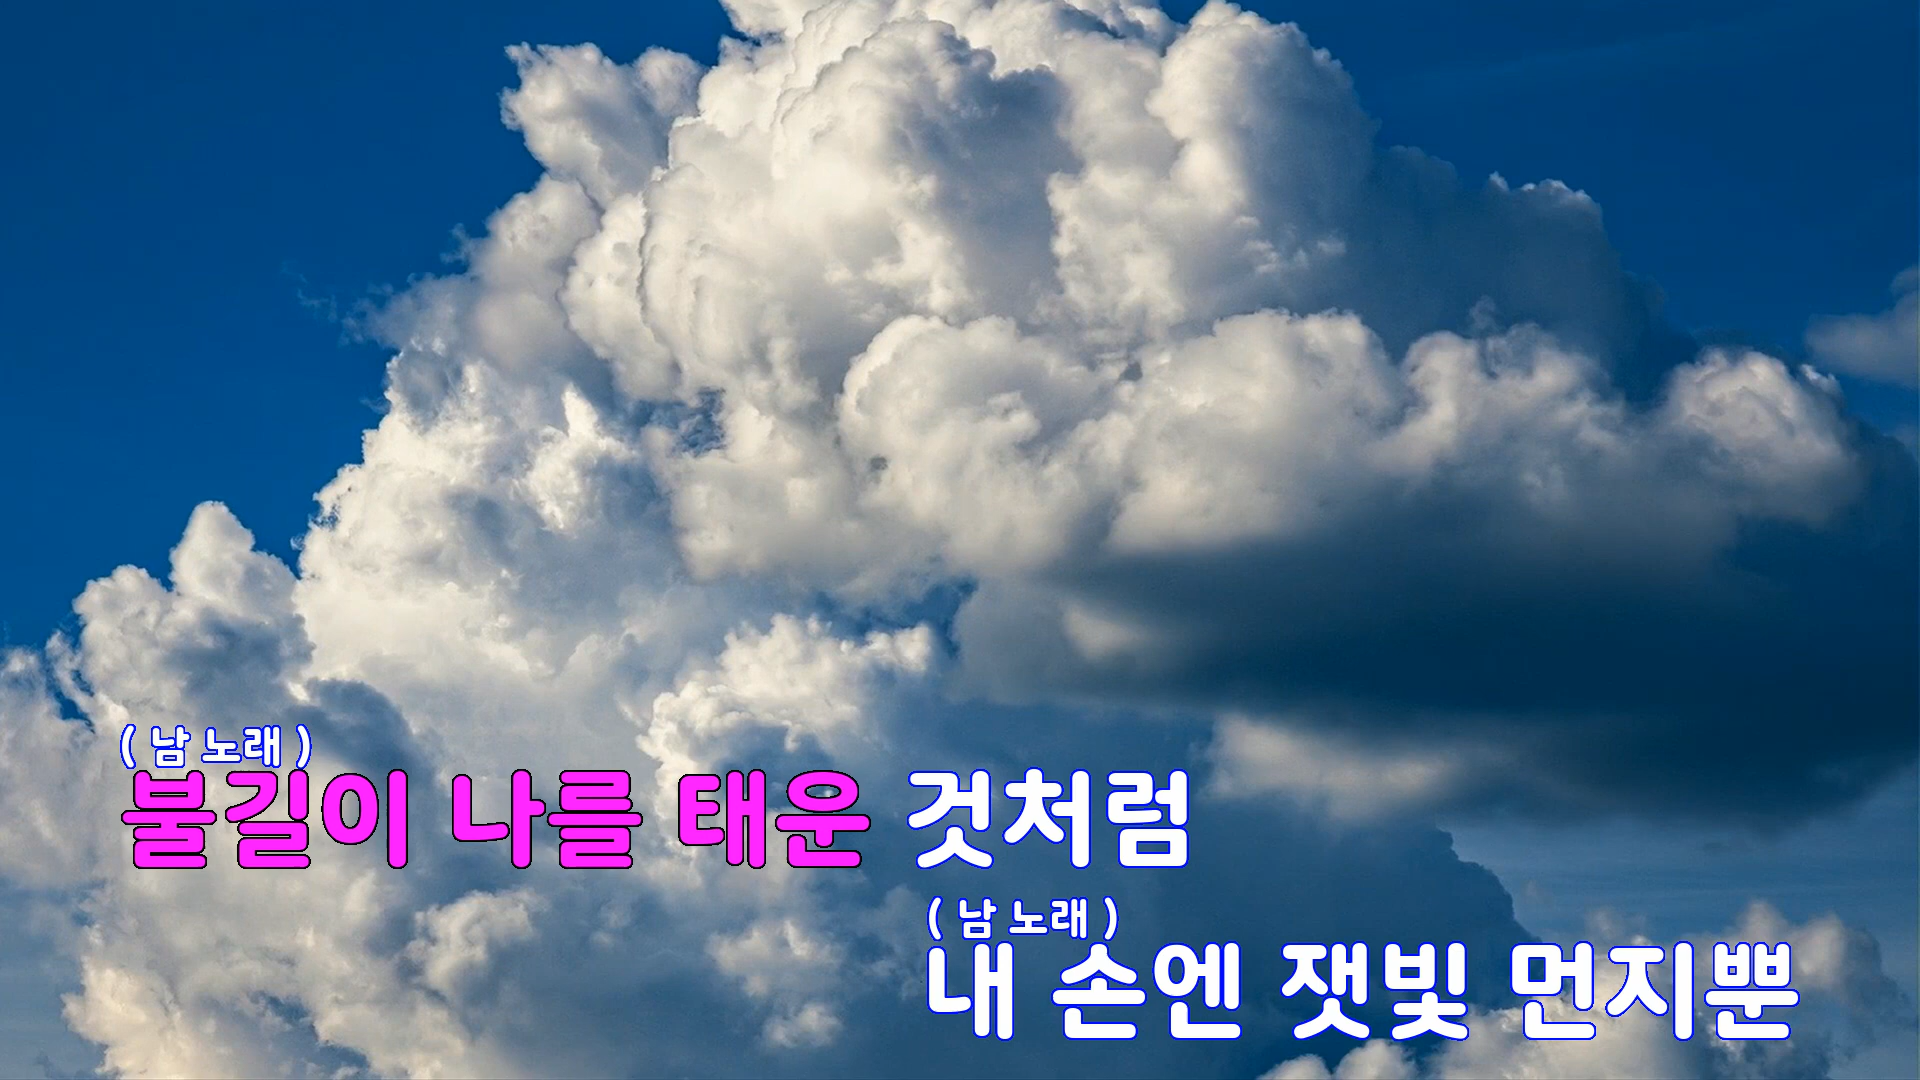 ( 남 노래 )
불길이 나를 태운 것처럼
( 남 노래 )
내 손엔 잿빛 먼지뿐